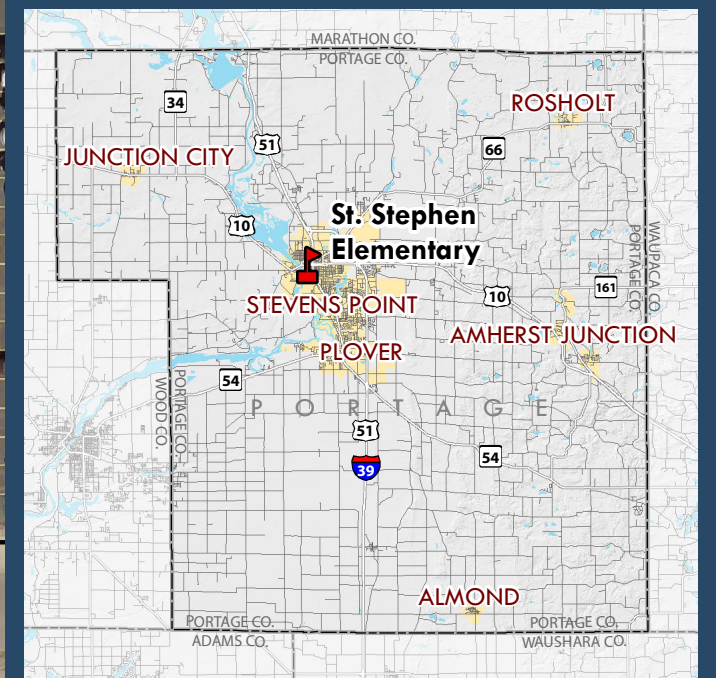 MARATHON CO.
PORTAGE CO.
34
ROSHOLT
51
66
JUNCTION CITY
10
St. Stephen
Elementary
WAUPACA CO.
PORTAGE CO.
161
10
STEVENS POINT
AMHERST JUNCTION
PLOVER
54
PORTAGE CO.
WOOD CO.
PORTAGE
51
39
54
ALMOND
PORTAGE CO.
ADAMS CO.
PORTAGE CO.
WAUSHARA CO.